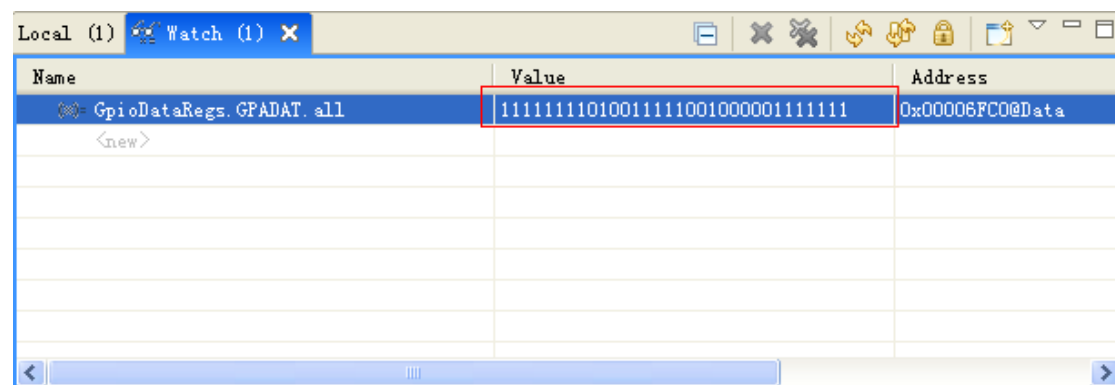 Local (1) Watch (1)
Name Value Address
GpioDataRegs.GPADAT.all 11111111010011111001000001111111 0x00006FC0@Data
<new>